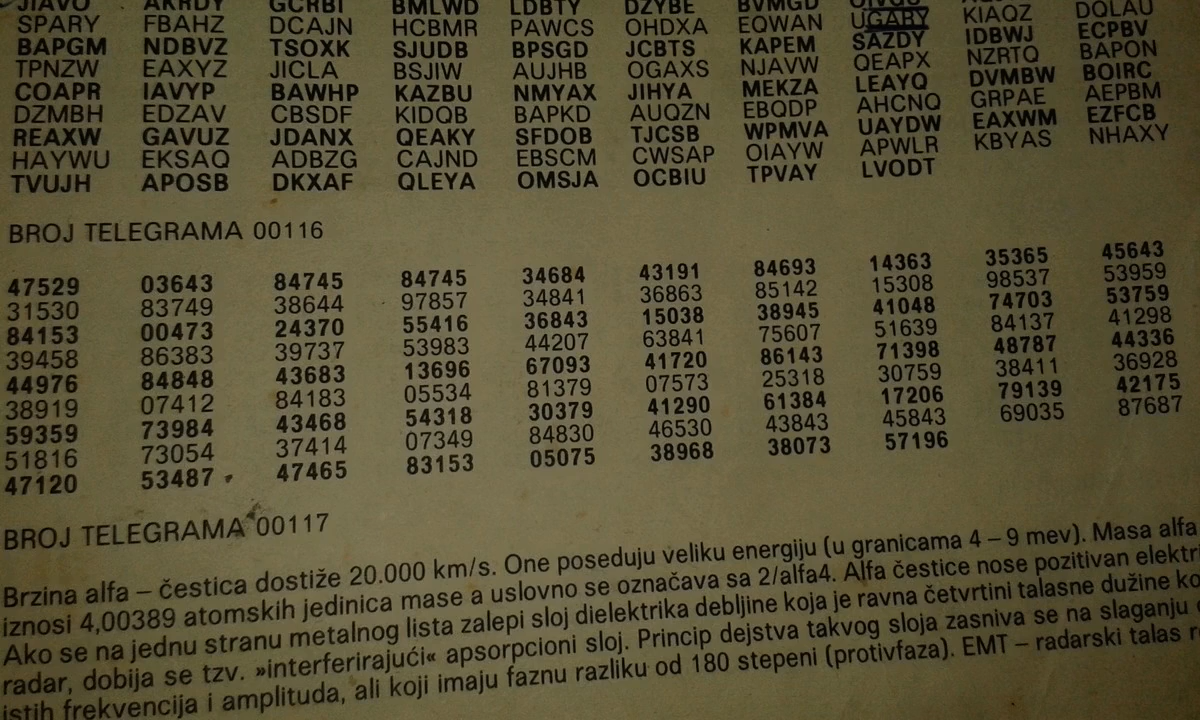 JIAVO AKRDY GCRBI BMLWD LDBTY DZYBE BVMGD
SPARY FBAHZ DCAJN HCBMR PAWCS OHDXA EQWAN UGARY KIAQZ DQLAU
BAPGM NDBVZ TSOXK SJUDB BPSGD JCBTS KAPEM SAZDY IDBWJ ECPBV
TPNZW EAXYZ JICLA BSJIW AUJHB OGAXS NJAVW QEAPX NZRTQ BAPON
COAPR IAVYP BAWHP KAZBU NMYAX JIHYA MEKZA LEAYQ DVMBW BOIRC
DZMBH EDZAV CBSDF KIDQB BAPKD AUQZN EBQDP AHCNQ GRPAE AEPBM
REAXW GAVUZ JDANX QEAKY SFDOB TJCSB WPMVA UAYDW EAXWM EZFCB
HAYWU EKSAQ ADBZG CAJND EBSCM CWSAP OIAYW APWLR KBYAS NHAXY
TVUJH APOSB DKXAF QLEYA OMSJA OCBIU TPVAY LVODT
BROJ TELEGRAMA 00116
47529 03643 84745 84745 34684 43191 84693 14363 35365 45643
31530 83749 38644 97857 34841 36863 85142 15308 98537 53959
84153 00473 24370 55416 36843 15038 38945 41048 74703 53759
39458 86383 39737 53983 44207 63841 75607 51639 84137 41298
44976 84848 43683 13696 67093 41720 86143 71398 48787 44336
38919 07412 84183 05534 81379 07573 25318 30759 38411 36928
59359 73984 43468 54318 30379 41290 61384 17206 79139 42175
51816 73054 37414 07349 84830 46530 43843 45843 69035 87687
47120 53487 47465 83153 05075 38968 38073 57196
BROJ TELEGRAMA 00117
Brzina alfa – čestica dostiže 20.000 km/s. One poseduju veliku energiju (u granicama 4 – 9 mev). Masa alfa
iznosi 4,00389 atomskih jedinica mase a uslovno se označava sa 2/alfa4. Alfa čestice nose pozitivan elektri
Ako se na jednu stranu metalnog lista zalepi sloj dielektrika debljine koja je ravna četvrtini talasne dužine ko
radar, dobija se tzv. »interferirajući« apsorpcioni sloj. Princip dejstva takvog sloja zasniva se na slaganju
istih frekvencija i amplituda, ali koji imaju faznu razliku od 180 stepeni (protivfaza). EMT – radarski talas